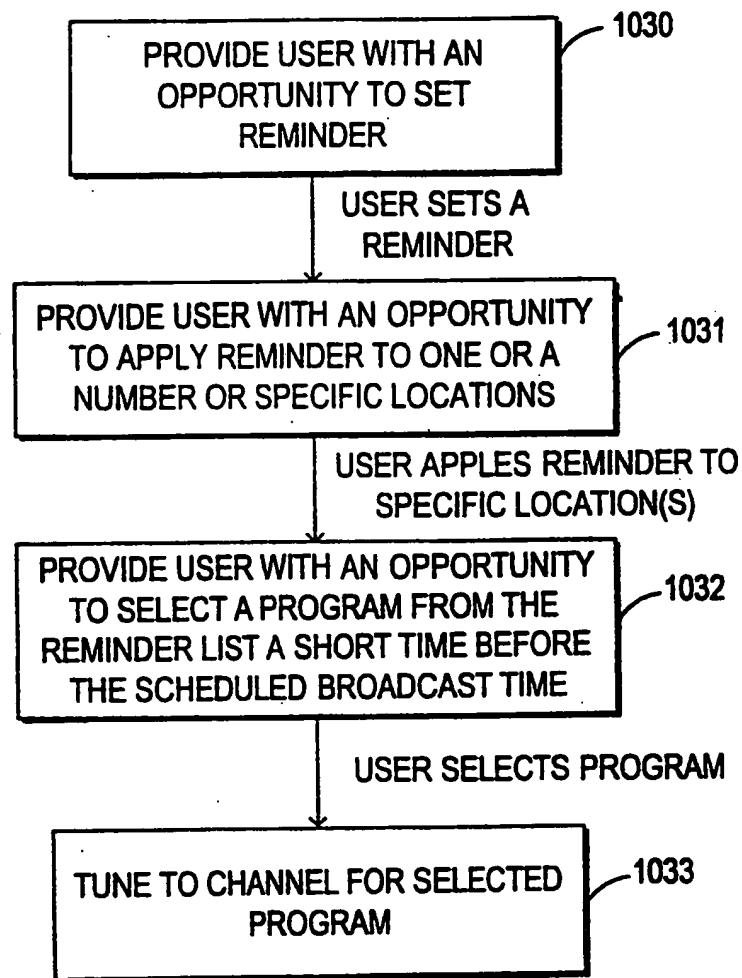 PROVIDE USER WITH AN
OPPORTUNITY TO SET
REMINDER
1030
USER SETS A
REMINDER
PROVIDE USER WITH AN OPPORTUNITY
TO APPLY REMINDER TO ONE OR A
NUMBER OR SPECIFIC LOCATIONS
1031
USER APPLES REMINDER TO
SPECIFIC LOCATION(S)
PROVIDE USER WITH AN OPPORTUNITY
TO SELECT A PROGRAM FROM THE
REMINDER LIST A SHORT TIME BEFORE
THE SCHEDULED BROADCAST TIME
1032
USER SELECTS PROGRAM
TUNE TO CHANNEL FOR SELECTED
PROGRAM
1033